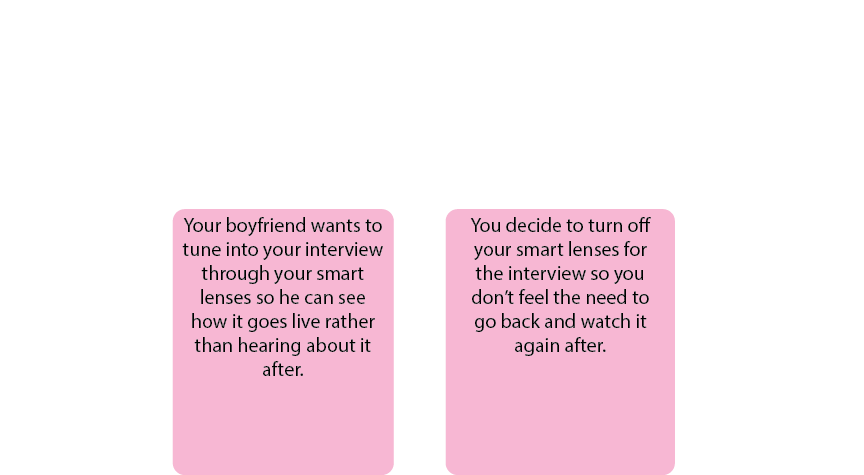 Your boyfriend wants to
tune into your interview
through your smart
lenses so he can see
how it goes live rather
than hearing about it
after.
You decide to turn off
your smart lenses for
the interview so you
don’t feel the need to
go back and watch it
again after.